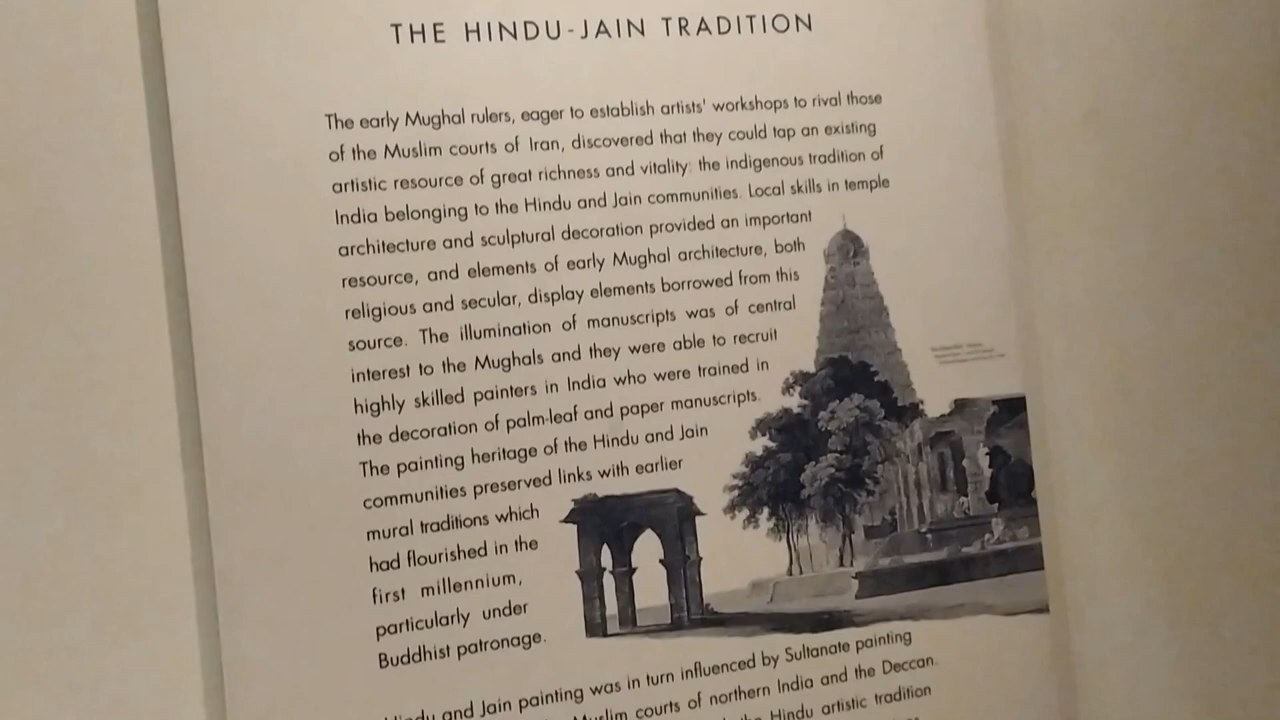 THE HINDU-JAIN TRADITION
The early Mughal rulers, eager to establish artists' workshops to rival those
of the Muslim courts of Iran, discovered that they could tap an existing
artistic resource of great richness and vitality: the indigenous tradition of
India belonging to the Hindu and Jain communities. Local skills in temple
architecture and sculptural decoration provided an important
resource, and elements of early Mughal architecture, both
religious and secular, display elements borrowed from this
source. The illumination of manuscripts was of central
interest to the Mughals and they were able to recruit
highly skilled painters in India who were trained in
the decoration of palm-leaf and paper manuscripts.
The painting heritage of the Hindu and Jain
communities preserved links with earlier
mural traditions which
had flourished in the
first millennium,
particularly under
Buddhist patronage.
Hindu and Jain painting was in turn influenced by Sultanate painting
Muslim courts of northern India and the Deccan.
the Hindu artistic tradition